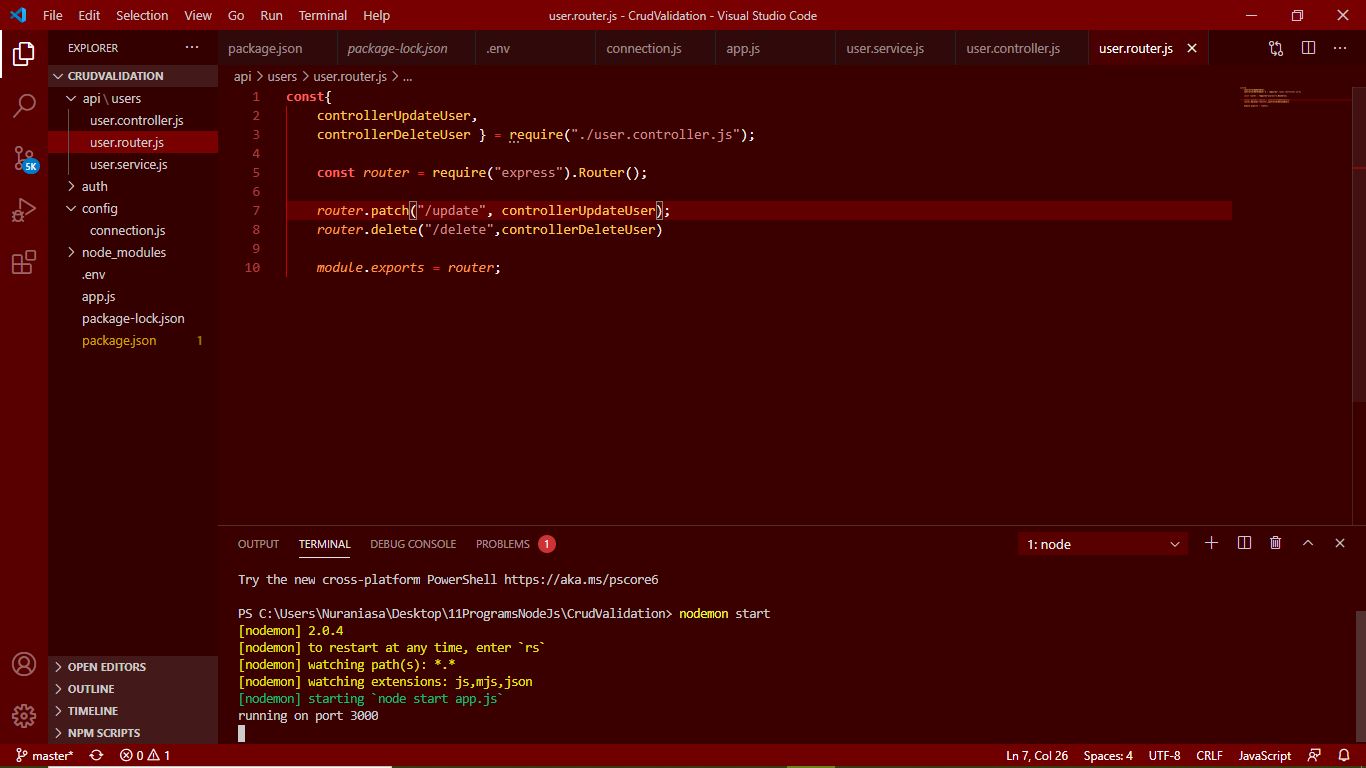 File Edit Selection View Go Run Terminal Help
user.router.js - CrudValidation - Visual Studio Code
EXPLORER
CRUDVALIDATION
api \ users
user.controller.js
user.router.js
user.service.js
auth
config
connection.js
node_modules
.env
app.js
package-lock.json
package.json 1
5K
OPEN EDITORS
OUTLINE
TIMELINE
NPM SCRIPTS
package.json package-lock.json .env connection.js app.js user.service.js user.controller.js user.router.js
api > users > user.router.js > ...
1 const{
2 controllerUpdateUser,
3 controllerDeleteUser } = require("./user.controller.js");
4
5 const router = require("express").Router();
6
7 router.patch("/update", controllerUpdateUser);
8 router.delete("/delete",controllerDeleteUser)
9
10 module.exports = router;
OUTPUT TERMINAL DEBUG CONSOLE PROBLEMS 1
1: node
Try the new cross-platform PowerShell https://aka.ms/pscore6
PS C:\Users\Nuraniasa\Desktop\11ProgramsNodeJs\CrudValidation> nodemon start
[nodemon] 2.0.4
[nodemon] to restart at any time, enter `rs`
[nodemon] watching path(s): *.*
[nodemon] watching extensions: js,mjs,json
[nodemon] starting `node start app.js`
running on port 3000
master* 0 1 Ln 7, Col 26 Spaces: 4 UTF-8 CRLF JavaScript